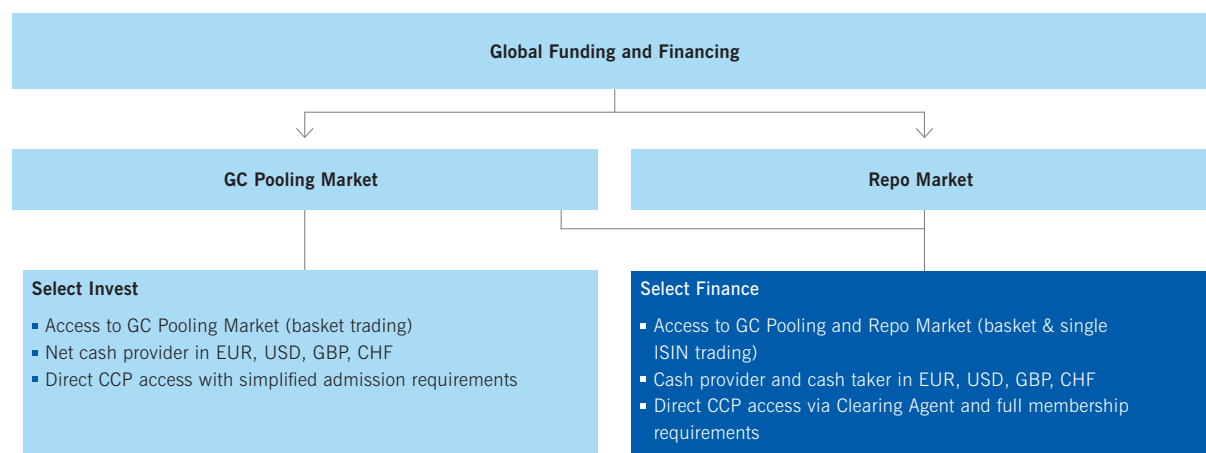 Global Funding and Financing
GC Pooling Market
Repo Market
Select Invest
▪ Access to GC Pooling Market (basket trading)
▪ Net cash provider in EUR, USD, GBP, CHF
▪ Direct CCP access with simplified admission requirements
Select Finance
▪ Access to GC Pooling and Repo Market (basket & single
ISIN trading)
▪ Cash provider and cash taker in EUR, USD, GBP, CHF
▪ Direct CCP access via Clearing Agent and full membership
requirements